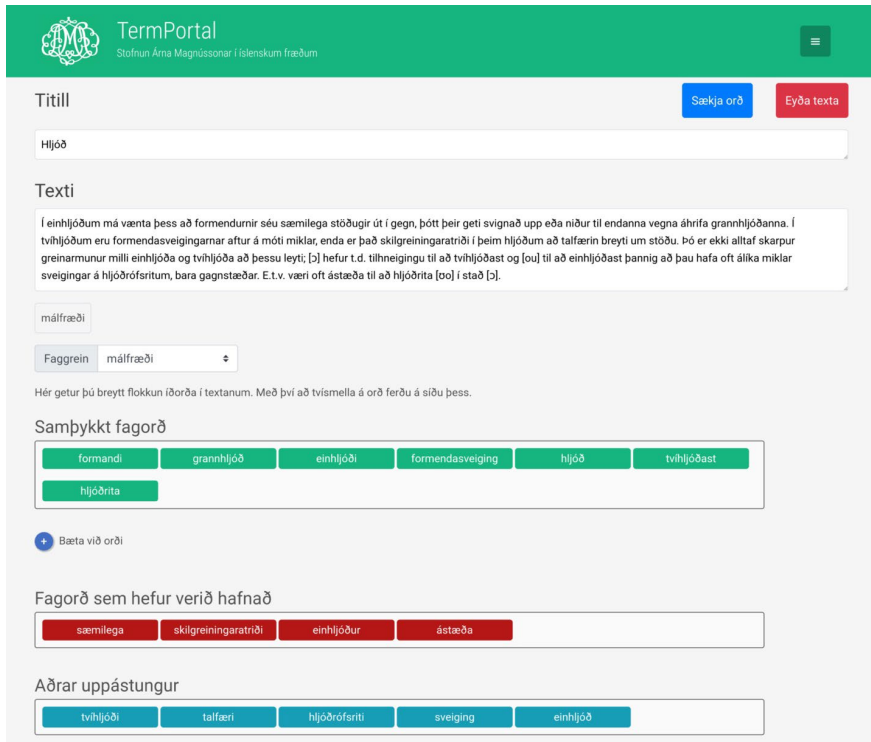 TermPortal
Stofnun Árna Magnússonar í íslenskum fræðum
Titill
Sækja orð
Eyða texta
Hljóð
Texti
Í einhljóðum má vænta þess að formendurnir séu sæmilega stöðugir út í gegn, þótt þeir geti svignað upp eða niður til endanna vegna áhrifa grannhljóðanna. Í
tvíhljóðum eru formendasveigingarnar aftur á móti miklar, enda er það skilgreiningaratriði í þeim hljóðum að talfærin breyti um stöðu. Þó er ekki alltaf skarpur
greinarmunur milli einhljóða og tvíhljóða að þessu leyti; [ɔ] hefur t.d. tilhneigingu til að tvíhljóðast og [ou] til að einhljóðast þannig að þau hafa oft álíka miklar
sveigingar á hljóðrófsritum, bara gagnstæðar. E.t.v. væri oft ástæða til að hljóðrita [ʊo] í stað [ɔ].
málfræði
Faggrein málfræði
Hér getur þú breytt flokkun íðorða í textanum. Með því að tvísmella á orð ferðu á síðu þess.
Samþykkt fagorð
formandi grannhljóð einhljóði formendasveiging hljóð tvíhljóðast
hljóðrita
+ Bæta við orði
Fagorð sem hefur verið hafnað
sæmilega skilgreiningaratriði einhljóður ástæða
Aðrar uppástungur
tvíhljóði talfæri hljóðrófsriti sveiging einhljóð